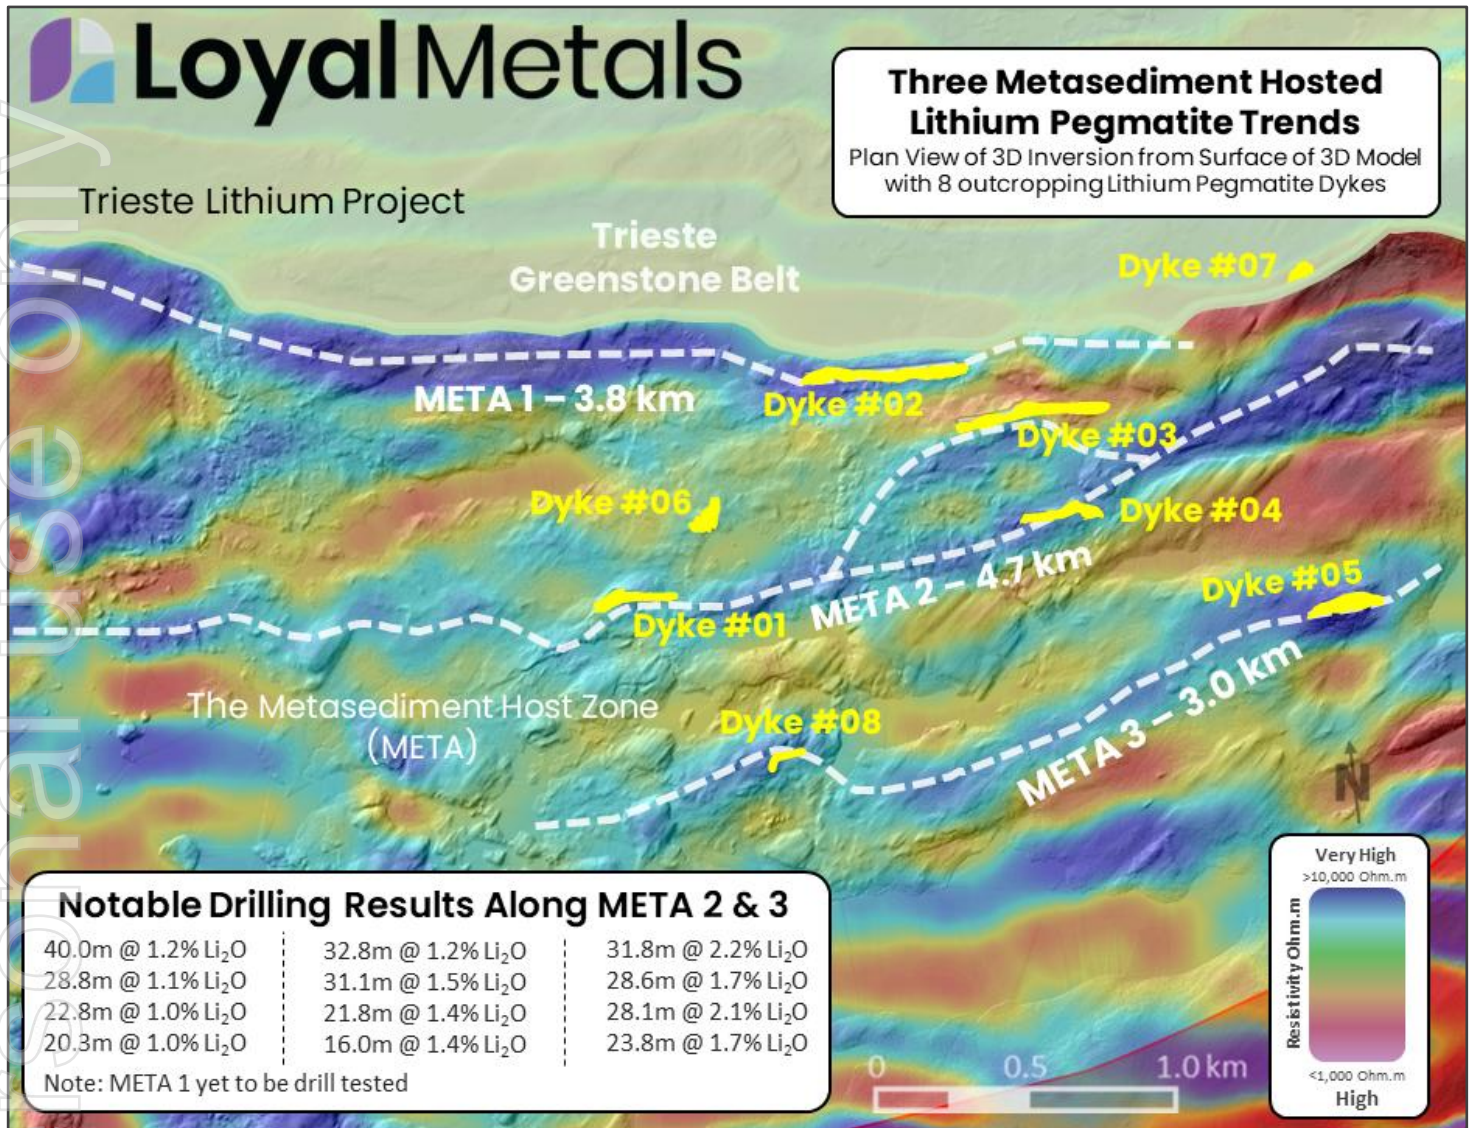 Loyal Metals
Three Metasediment Hosted
Lithium Pegmatite Trends
Plan View of 3D Inversion from Surface of 3D Model
with 8 outcropping Lithium Pegmatite Dykes
Trieste Lithium Project
Trieste
Greenstone Belt
Dyke #07
META 1 – 3.8 km
Dyke #02
Dyke #03
Dyke #06
Dyke #04
META 2 – 4.7 km
Dyke #05
Dyke #01
META 3 – 3.0 km
The Metasediment Host Zone
(META)
Dyke #08
N
Notable Drilling Results Along META 2 & 3
40.0m @ 1.2% Li₂O 32.8m @ 1.2% Li₂O 31.8m @ 2.2% Li₂O
28.8m @ 1.1% Li₂O 31.1m @ 1.5% Li₂O 28.6m @ 1.7% Li₂O
22.8m @ 1.0% Li₂O 21.8m @ 1.4% Li₂O 28.1m @ 2.1% Li₂O
20.3m @ 1.0% Li₂O 16.0m @ 1.4% Li₂O 23.8m @ 1.7% Li₂O
Note: META 1 yet to be drill tested
0 0.5 1.0 km
Very High
>10,000 Ohm.m
Resistivity Ohm.m
<1,000 Ohm.m
High
rsonal use only